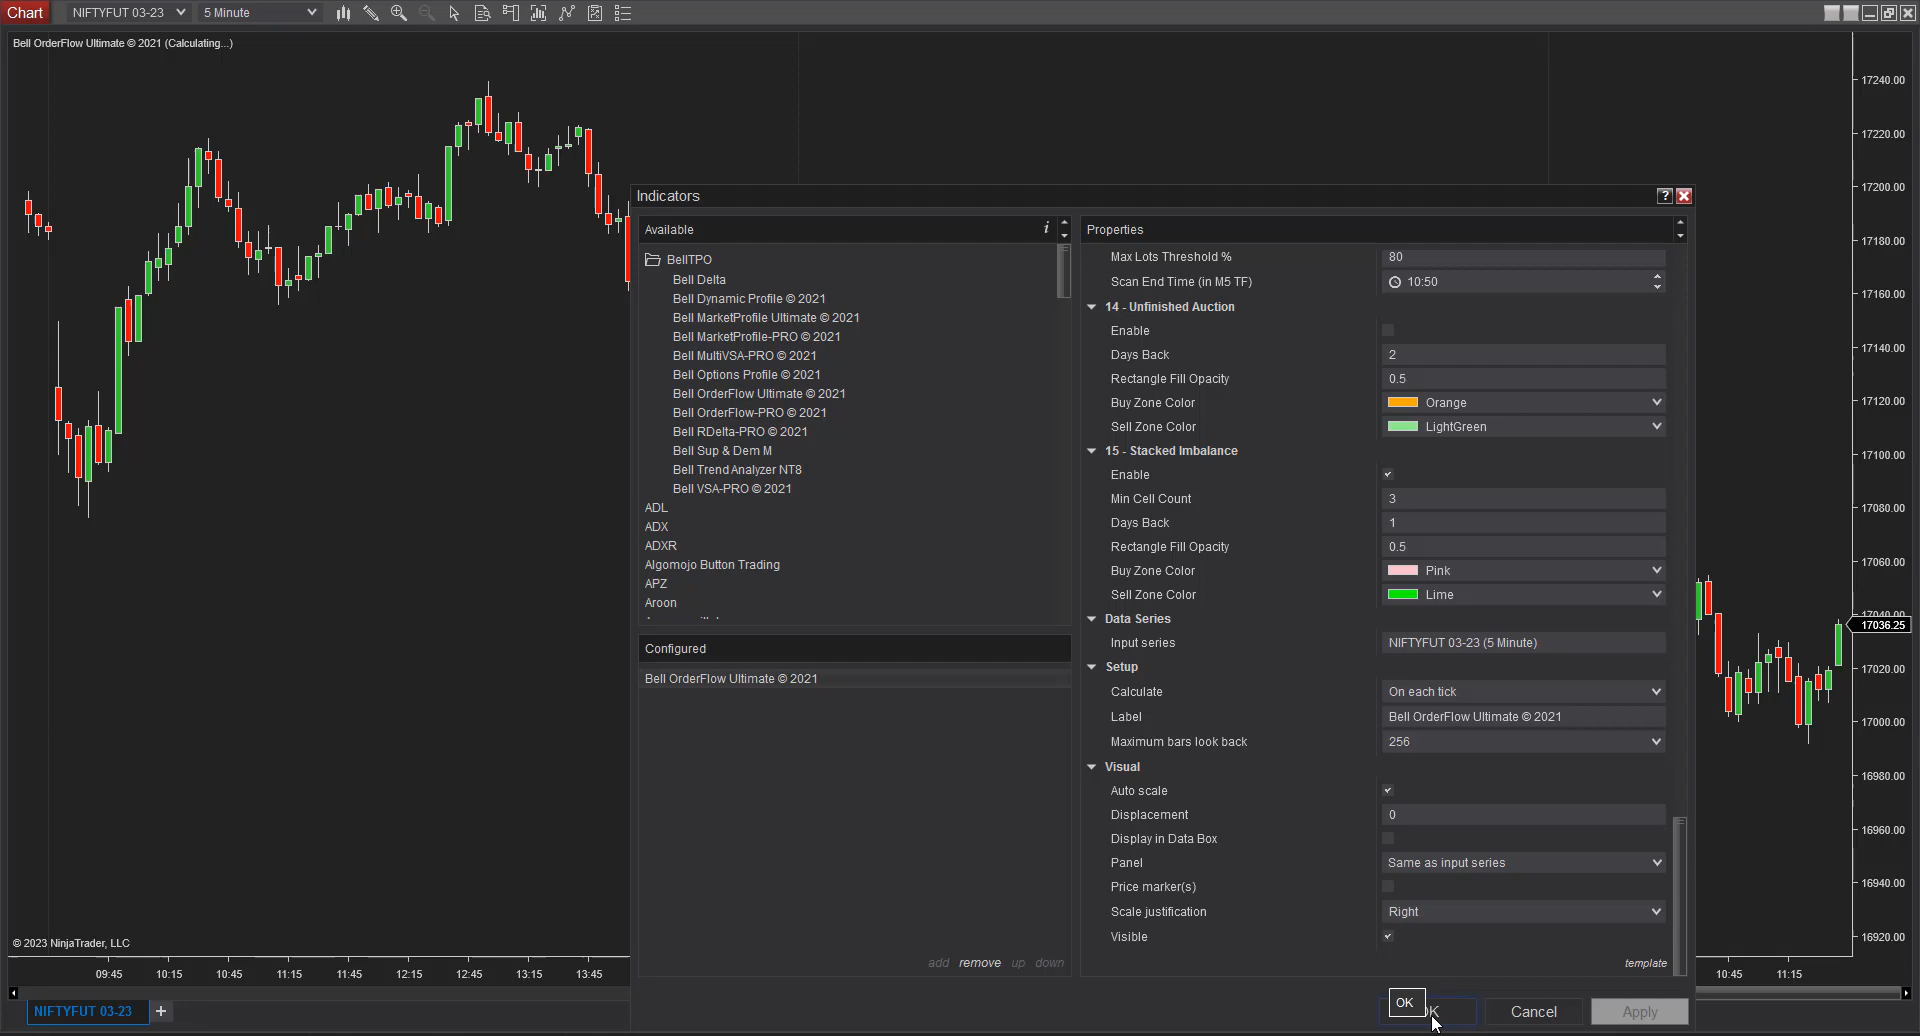 Chart NIFTYFUT 03-23 5 Minute
Bell OrderFlow Ultimate © 2021 (Calculating...)
17240.00
17220.00
17200.00
17180.00
17160.00
17140.00
17120.00
17100.00
17080.00
17060.00
17040.00
17036.25
17020.00
17000.00
16980.00
16960.00
16940.00
16920.00
Indicators
?
Available
i
BellTPO
Bell Delta
Bell Dynamic Profile © 2021
Bell MarketProfile Ultimate © 2021
Bell MarketProfile-PRO © 2021
Bell MultiVSA-PRO © 2021
Bell Options Profile © 2021
Bell OrderFlow Ultimate © 2021
Bell OrderFlow-PRO © 2021
Bell RDelta-PRO © 2021
Bell Sup & Dem M
Bell Trend Analyzer NT8
Bell VSA-PRO © 2021
ADL
ADX
ADXR
Algomojo Button Trading
APZ
Aroon
Configured
Bell OrderFlow Ultimate © 2021
add remove up down
Properties
Max Lots Threshold % 80
Scan End Time (in M5 TF) 10:50
14 - Unfinished Auction
Enable
Days Back 2
Rectangle Fill Opacity 0.5
Buy Zone Color Orange
Sell Zone Color LightGreen
15 - Stacked Imbalance
Enable
Min Cell Count 3
Days Back 1
Rectangle Fill Opacity 0.5
Buy Zone Color Pink
Sell Zone Color Lime
Data Series
Input series NIFTYFUT 03-23 (5 Minute)
Setup
Calculate On each tick
Label Bell OrderFlow Ultimate © 2021
Maximum bars look back 256
Visual
Auto scale
Displacement 0
Display in Data Box
Panel Same as input series
Price marker(s)
Scale justification Right
Visible
template
OK Cancel Apply
© 2023 NinjaTrader, LLC
09:45 10:15 10:45 11:15 11:45 12:15 12:45 13:15 13:45 10:45 11:15
NIFTYFUT 03-23 +